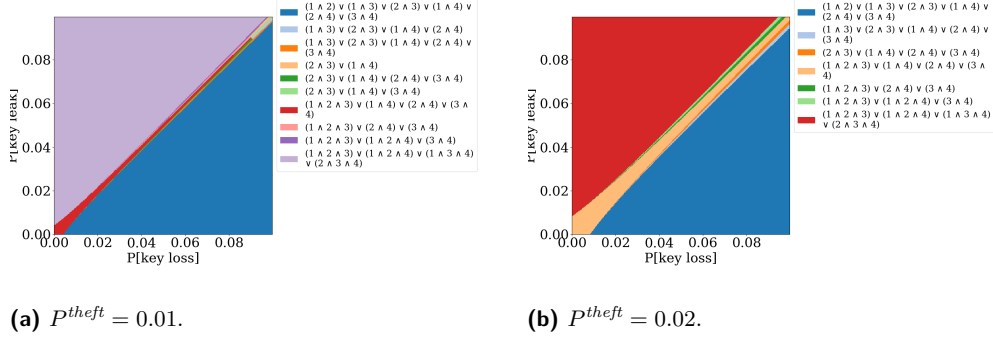 0.08
0.06
0.04
0.02
0.00
0.00 0.02 0.04 0.06 0.08
P[key loss]
P[key leak]
(1 ∧ 2) ∨ (1 ∧ 3) ∨ (2 ∧ 3) ∨ (1 ∧ 4) ∨
(2 ∧ 4) ∨ (3 ∧ 4)
(1 ∧ 3) ∨ (2 ∧ 3) ∨ (1 ∧ 4) ∨ (2 ∧ 4)
(1 ∧ 3) ∨ (2 ∧ 3) ∨ (1 ∧ 4) ∨ (2 ∧ 4) ∨
(3 ∧ 4)
(2 ∧ 3) ∨ (1 ∧ 4)
(2 ∧ 3) ∨ (1 ∧ 4) ∨ (2 ∧ 4) ∨ (3 ∧ 4)
(2 ∧ 3) ∨ (1 ∧ 4) ∨ (3 ∧ 4)
(1 ∧ 2 ∧ 3) ∨ (1 ∧ 4) ∨ (2 ∧ 4) ∨ (3 ∧
4)
(1 ∧ 2 ∧ 3) ∨ (2 ∧ 4) ∨ (3 ∧ 4)
(1 ∧ 2 ∧ 3) ∨ (1 ∧ 2 ∧ 4) ∨ (3 ∧ 4)
(1 ∧ 2 ∧ 3) ∨ (1 ∧ 2 ∧ 4) ∨ (1 ∧ 3 ∧ 4)
∨ (2 ∧ 3 ∧ 4)
(a) P^theft = 0.01.
0.08
0.06
0.04
0.02
0.00
0.00 0.02 0.04 0.06 0.08
P[key loss]
P[key leak]
(1 ∧ 2) ∨ (1 ∧ 3) ∨ (2 ∧ 3) ∨ (1 ∧ 4) ∨
(2 ∧ 4) ∨ (3 ∧ 4)
(1 ∧ 3) ∨ (2 ∧ 3) ∨ (1 ∧ 4) ∨ (2 ∧ 4) ∨
(3 ∧ 4)
(2 ∧ 3) ∨ (1 ∧ 4) ∨ (2 ∧ 4) ∨ (3 ∧ 4)
(1 ∧ 2 ∧ 3) ∨ (1 ∧ 4) ∨ (2 ∧ 4) ∨ (3 ∧
4)
(1 ∧ 2 ∧ 3) ∨ (2 ∧ 4) ∨ (3 ∧ 4)
(1 ∧ 2 ∧ 3) ∨ (1 ∧ 2 ∧ 4) ∨ (3 ∧ 4)
(1 ∧ 2 ∧ 3) ∨ (1 ∧ 2 ∧ 4) ∨ (1 ∧ 3 ∧ 4)
∨ (2 ∧ 3 ∧ 4)
(b) P^theft = 0.02.